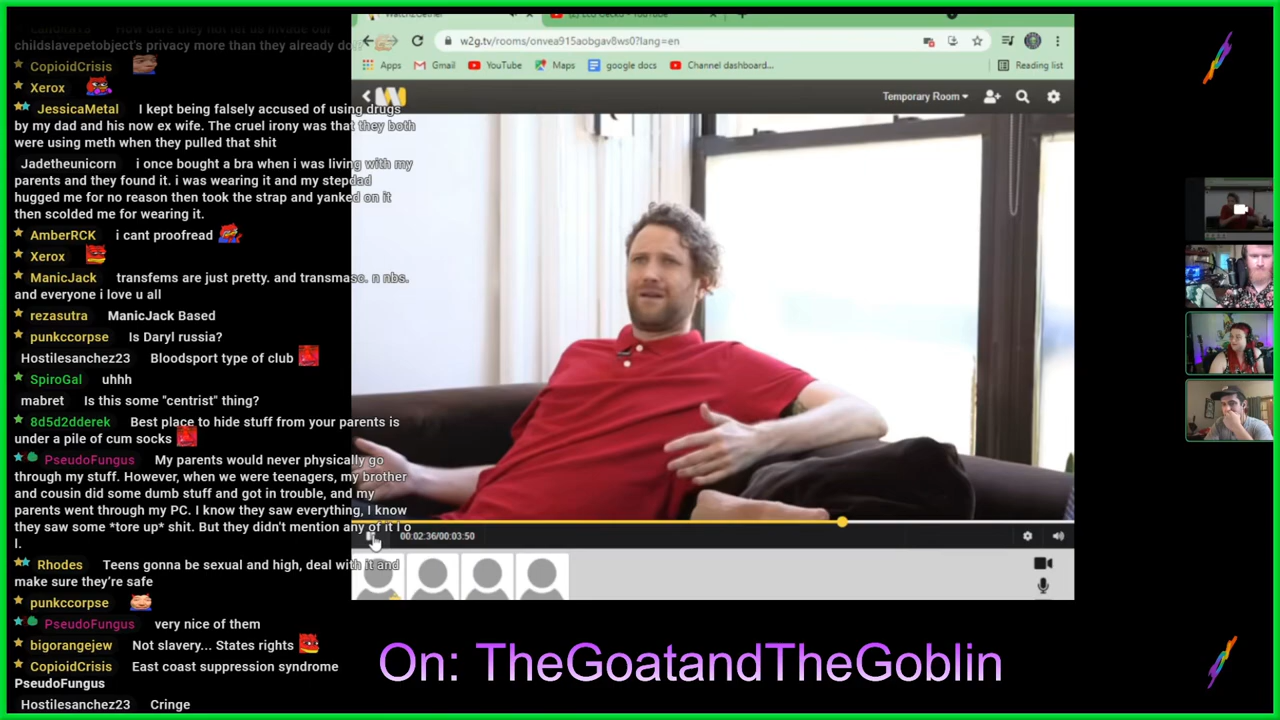 childslavepetobject's privacy more than they already do??
CopioidCrisis
Xerox
JessicaMetal I kept being falsely accused of using drugs
by my dad and his now ex wife. The cruel irony was that they both
were using meth when they pulled that shit
Jadetheunicorn i once bought a bra when i was living with my
parents and they found it. i was wearing it and my stepdad
hugged me for no reason then took the strap and yanked on it
then scolded me for wearing it.
AmberRCK i cant proofread
Xerox
ManicJack transfems are just pretty. and transmasc. n nbs.
and everyone i love u all
rezasutra ManicJack Based
punkccorpse Is Daryl russia?
Hostilesanchez23 Bloodsport type of club
SpiroGal uhhh
mabret Is this some "centrist" thing?
8d5d2dderek Best place to hide stuff from your parents is
under a pile of cum socks
PseudoFungus My parents would never physically go
through my stuff. However, when we were teenagers, my brother
and cousin did some dumb stuff and got in trouble, and my
parents went through my PC. I know they saw everything, I know
they saw some *tore up* shit. But they didn't mention any of it l o
l.
Rhodes Teens gonna be sexual and high, deal with it and
make sure they're safe
punkccorpse
PseudoFungus very nice of them
bigorangejew Not slavery... States rights
CopioidCrisis East coast suppression syndrome
PseudoFungus
Hostilesanchez23 Cringe
w2g.tv/rooms/onvea915aobgav8ws0?lang=en
Apps Gmail YouTube Maps google docs Channel dashboard... Reading list
Temporary Room
00:02:36/00:03:50
On: TheGoatandTheGoblin